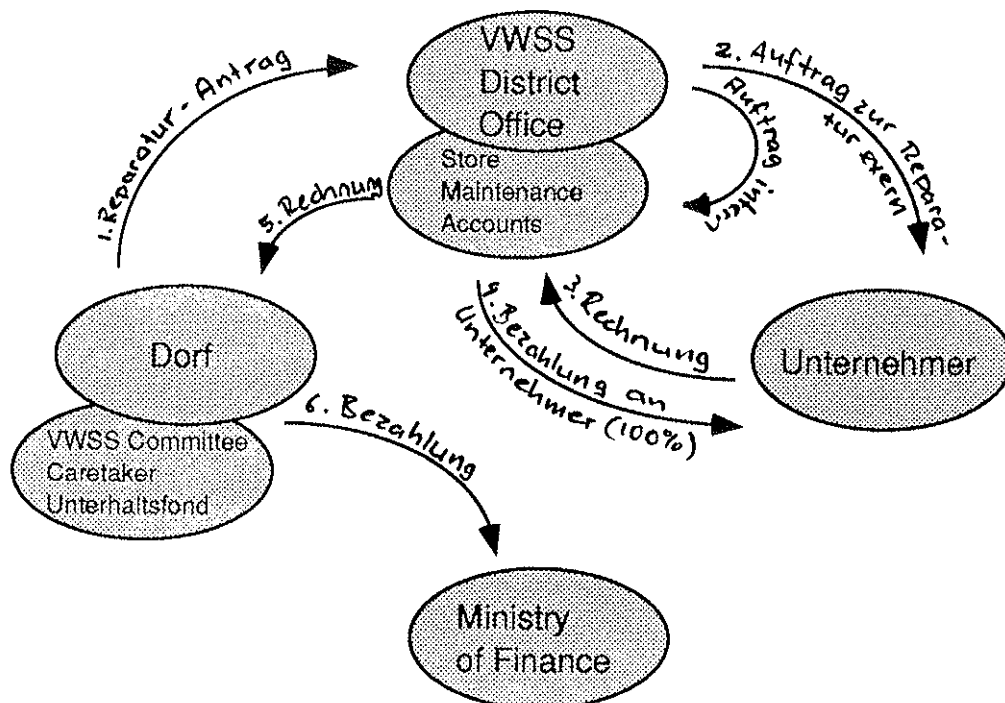 VWSS
District
Office
Store
Maintenance
Accounts
1. Reparatur-Antrag
2. Auftrag zur Repara-
tur exern
Auftrag intern
5. Rechnung
3. Rechnung
4. Bezahlung an
Unternehmer (100%)
Dorf
VWSS Committee
Caretaker
Unterhaltsfond
Unternehmer
6. Bezahlung
Ministry
of Finance